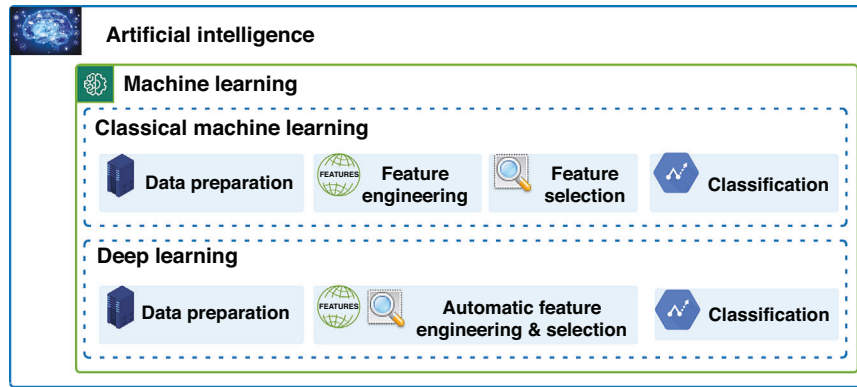 Artificial intelligence
Machine learning
Classical machine learning
Data preparation
FEATURES
Feature
engineering
Feature
selection
Classification
Deep learning
Data preparation
FEATURES
Automatic feature
engineering & selection
Classification